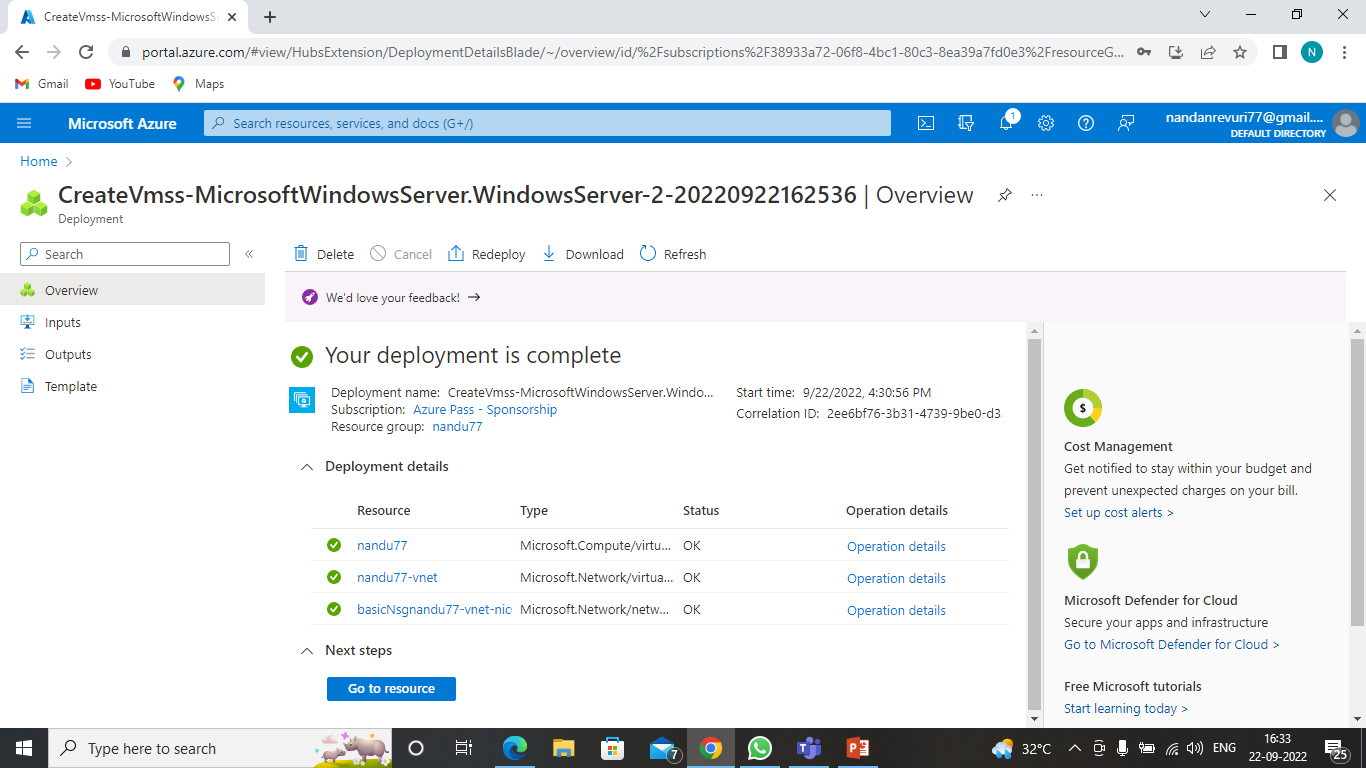 CreateVmss-MicrosoftWindowsS
portal.azure.com/#view/HubsExtension/DeploymentDetailsBlade/~/overview/id/%2Fsubscriptions%2F38933a72-06f8-4bc1-80c3-8ea39a7fd0e3%2FresourceG...
N
Gmail
YouTube
Maps
Microsoft Azure
Search resources, services, and docs (G+/)
1
nandanrevuri77@gmail....
DEFAULT DIRECTORY
Home
CreateVmss-MicrosoftWindowsServer.WindowsServer-2-20220922162536 | Overview
Deployment
Search
Overview
Inputs
Outputs
Template
Delete
Cancel
Redeploy
Download
Refresh
We'd love your feedback! →
Your deployment is complete
Deployment name: CreateVmss-MicrosoftWindowsServer.Windo...
Subscription: Azure Pass - Sponsorship
Resource group: nandu77
Start time: 9/22/2022, 4:30:56 PM
Correlation ID: 2ee6bf76-3b31-4739-9be0-d3
Deployment details
Resource Type Status Operation details
nandu77 Microsoft.Compute/virtu... OK Operation details
nandu77-vnet Microsoft.Network/virtua... OK Operation details
basicNsgnandu77-vnet-nic Microsoft.Network/netw... OK Operation details
Next steps
Go to resource
$
Cost Management
Get notified to stay within your budget and
prevent unexpected charges on your bill.
Set up cost alerts >
Microsoft Defender for Cloud
Secure your apps and infrastructure
Go to Microsoft Defender for Cloud >
Free Microsoft tutorials
Start learning today >
Type here to search
7
32°C
ENG
16:33
22-09-2022
25